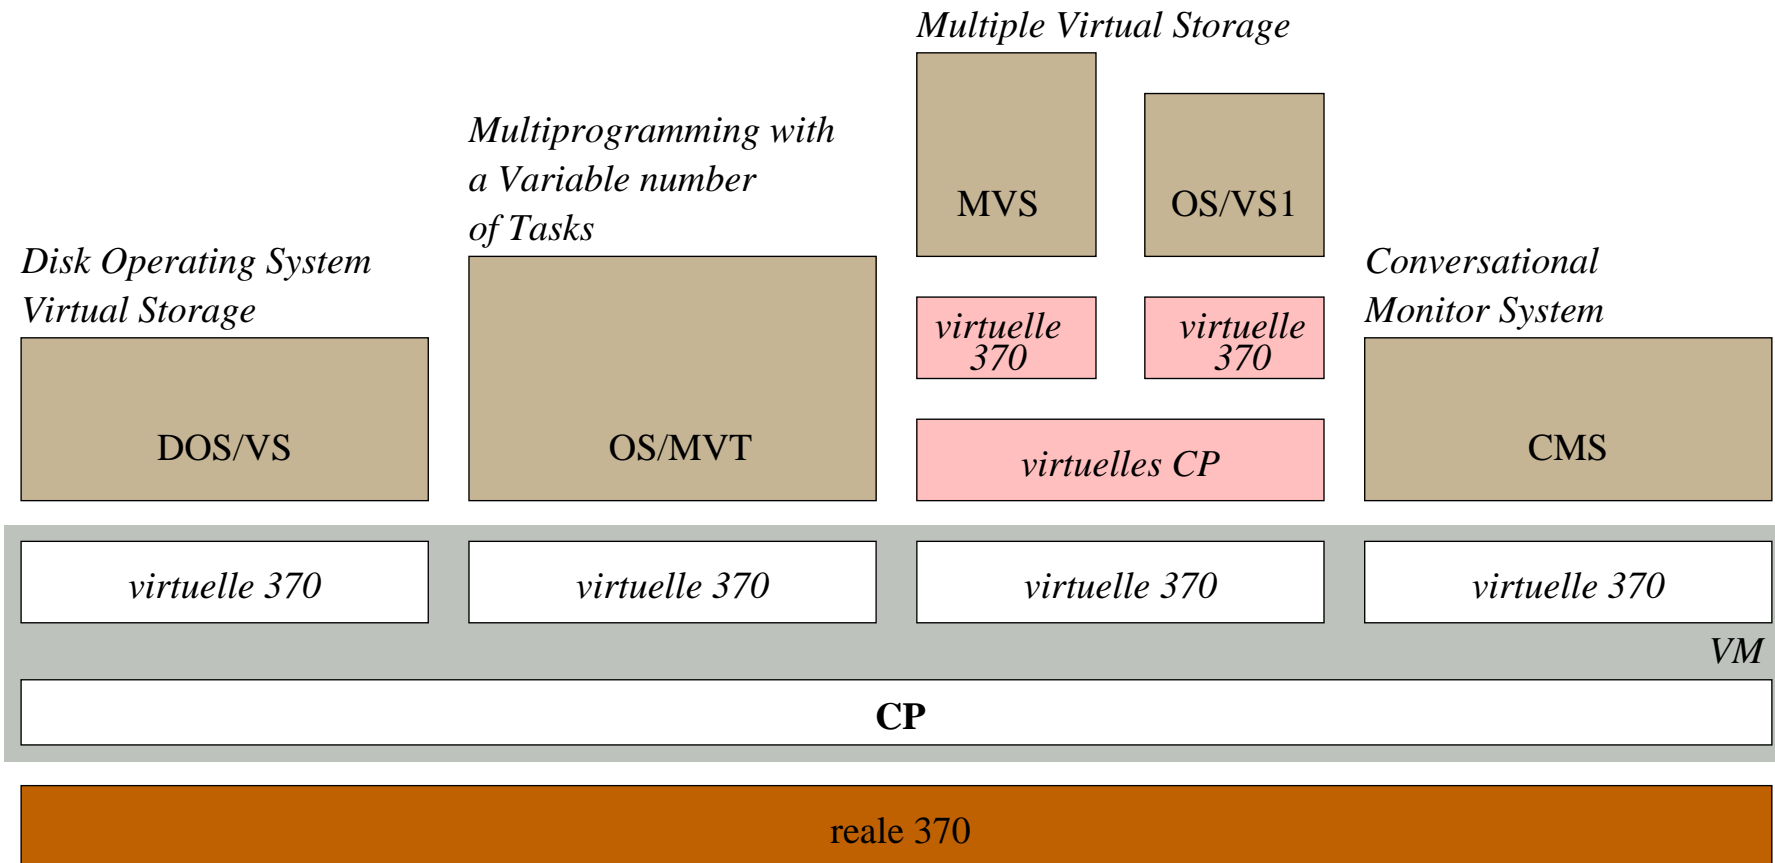 Multiple Virtual Storage
Multiprogramming with
a Variable number
of Tasks
MVS
OS/VS1
Disk Operating System
Virtual Storage
Conversational
Monitor System
virtuelle
370
virtuelle
370
DOS/VS
OS/MVT
virtuelles CP
CMS
virtuelle 370
virtuelle 370
virtuelle 370
virtuelle 370
VM
CP
reale 370